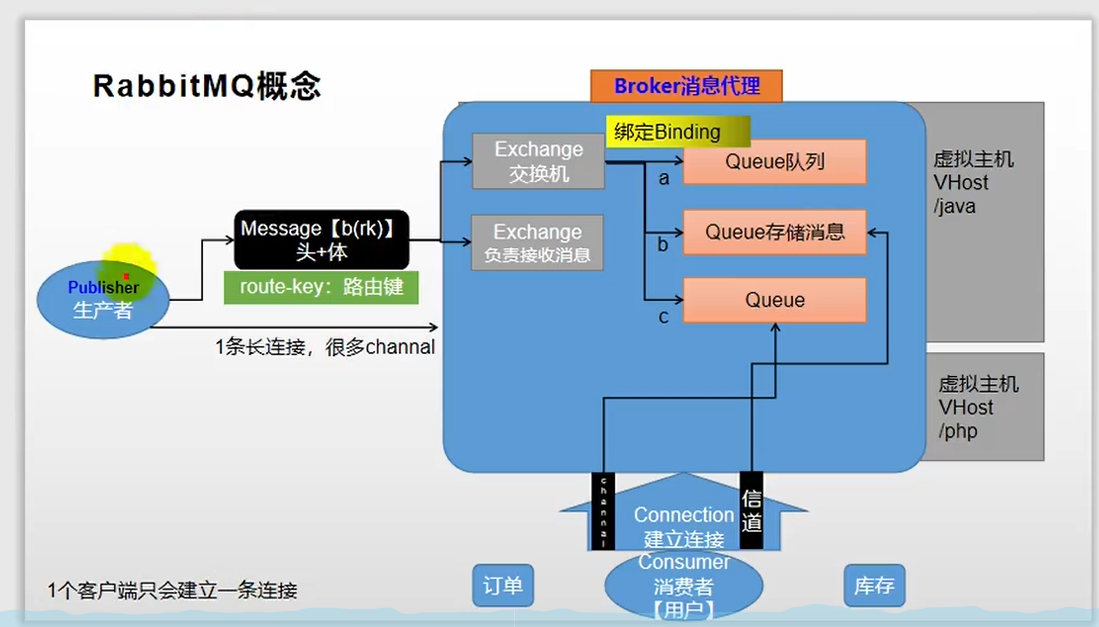 RabbitMQ概念
Broker消息代理
绑定Binding
Exchange
交换机
Queue队列
a
虚拟主机
VHost
/java
Message【b(rk)】
头+体
Exchange
负责接收消息
Queue存储消息
b
route-key：路由键
Publisher
生产者
Queue
c
1条长连接，很多channal
虚拟主机
VHost
/php
channal
信道
Connection
建立连接
Consumer
消费者
【用户】
订单
库存
1个客户端只会建立一条连接